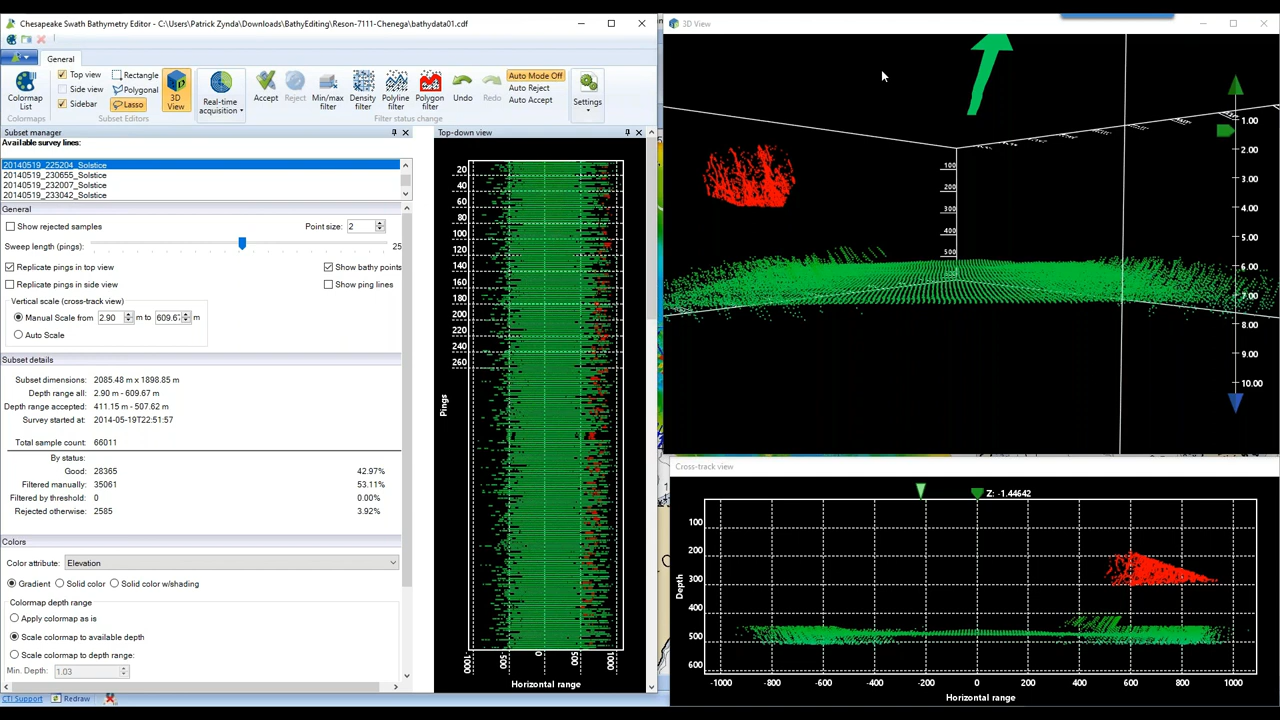 Chesapeake Swath Bathymetry Editor - C:\Users\Patrick Zynda\Downloads\BathyEditing\Reson-7111-Chenega\bathydata01.cdf
General
Colormap List
Colormaps
Top view
Side view
Sidebar
Rectangle
Polygonal
Lasso
3D View
Subset Editors
Real-time acquisition
Accept
Reject
Min/max filter
Density filter
Polyline filter
Polygon filter
Undo
Redo
Filter status change
Auto Mode Off
Auto Reject
Auto Accept
Settings
Subset manager
Available survey lines:
20140519_225204_Solstice
20140519_230655_Solstice
20140519_232007_Solstice
20140519_233042_Solstice
General
Show rejected samples
Point size: 2
Sweep length (pings): 25
Replicate pings in top view
Show bathy points
Replicate pings in side view
Show ping lines
Vertical scale (cross-track view)
Manual Scale from 2.90 m to 609.67 m
Auto Scale
Subset details
Subset dimensions: 2085.48 m x 1898.85 m
Depth range all: 2.90 m - 609.67 m
Depth range accepted: 411.15 m - 507.62 m
Survey started at: 2014-05-19T22:51:57
Total sample count: 66011
By status:
Good: 28365 42.97%
Filtered manually: 35061 53.11%
Filtered by threshold: 0 0.00%
Rejected otherwise: 2585 3.92%
Colors
Color attribute: Elevation
Gradient Solid color Solid color w/shading
Colormap depth range
Apply colormap as is
Scale colormap to available depth
Scale colormap to depth range:
Min. Depth: 1.03
CTI Support Redraw
Top-down view
20
40
60
80
100
120
140
160
180
200
220
240
260
Pings
1000 500 0 500 1000
Horizontal range
3D View
100
200
300
400
500
1.00
2.00
3.00
4.00
5.00
6.00
7.00
8.00
9.00
10.00
Cross-track view
Z: -1.44642
100
200
300
400
500
600
Depth
-1000 -800 -600 -400 -200 0 200 400 600 800 1000
Horizontal range